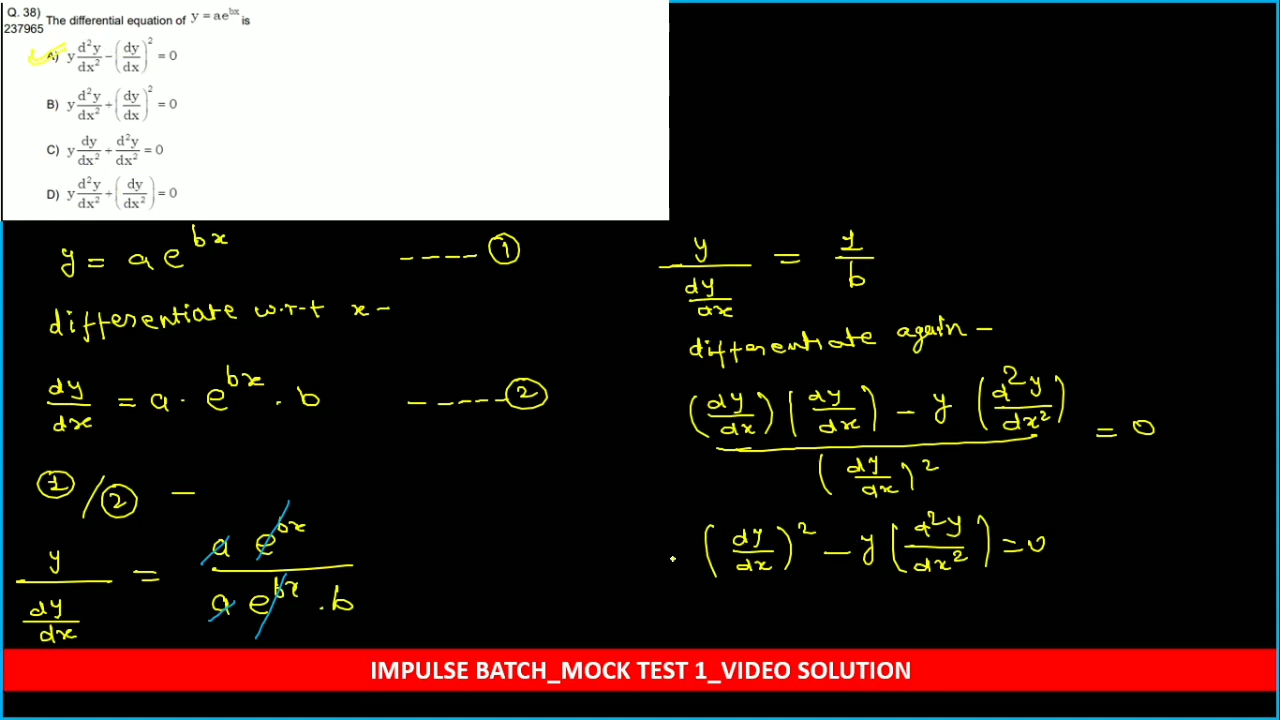 Q. 38)
237965
The differential equation of y = ae^{bx} is
A) y d²y/dx² − (dy/dx)² = 0
B) y d²y/dx² + (dy/dx)² = 0
C) y dy/dx² + d²y/dx² = 0
D) y d²y/dx² + (dy/dx²) = 0
y = a e^{bx} ---- ①
differentiate w.r.t x -
dy/dx = a · e^{bx} · b ----- ②
①/② -
y/(dy/dx) = a e^{bx} / a e^{bx} . b
y/(dy/dx) = 1/b
differentiate again -
((dy/dx)(dy/dx) − y (d²y/dx²)) / (dy/dx)² = 0
(dy/dx)² − y (d²y/dx²) = 0
IMPULSE BATCH_MOCK TEST 1_VIDEO SOLUTION